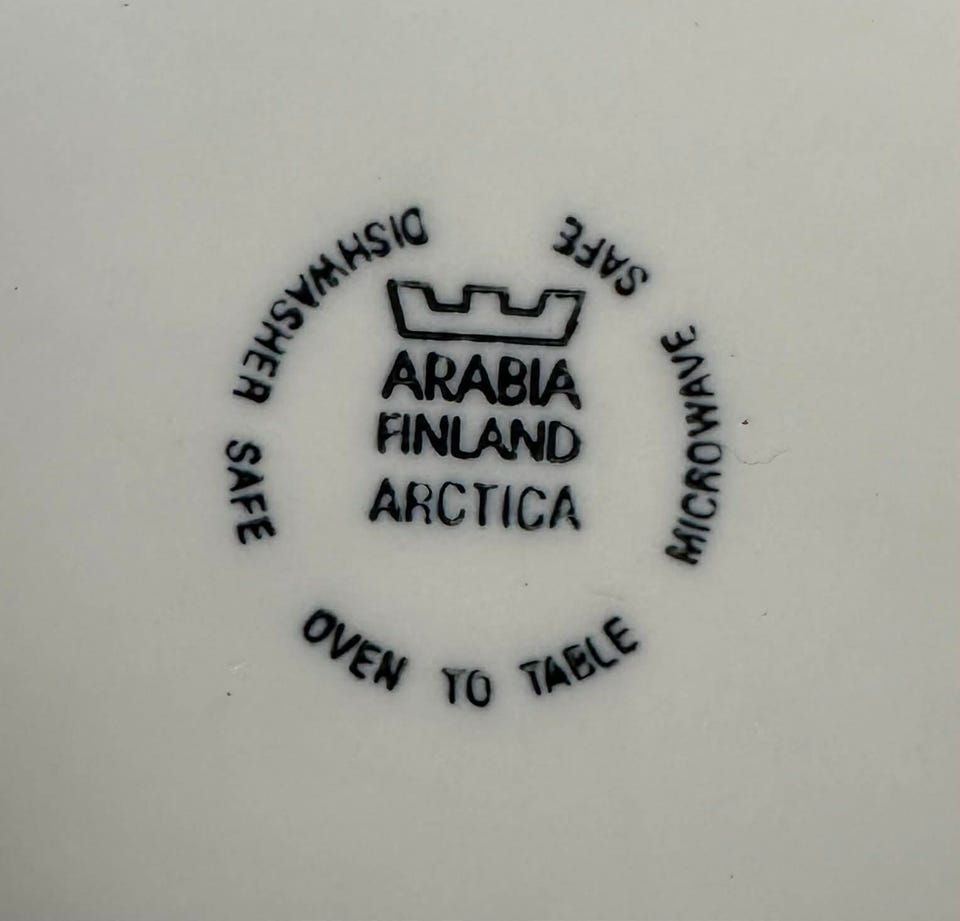 ARABIA
FINLAND
ARCTICA
DISHWASHER SAFE
OVEN TO TABLE
MICROWAVE SAFE